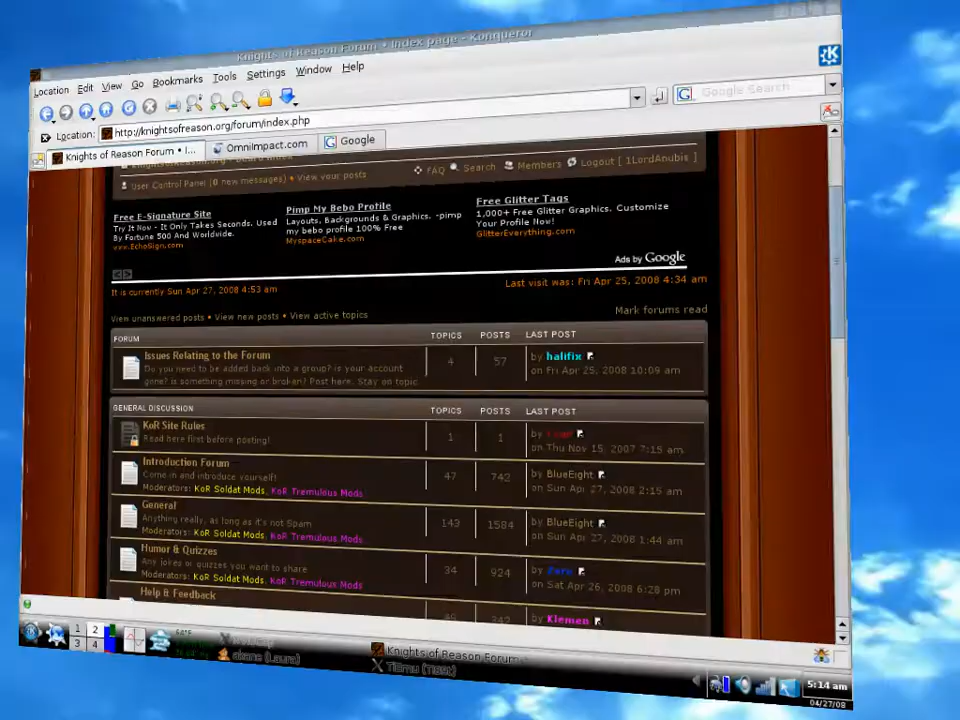 Knights of Reason Forum • Index page - Konqueror
Location Edit View Go Bookmarks Tools Settings Window Help
Google Search
Location: http://knightsofreason.org/forum/index.php
Knights of Reason Forum • I... OmniImpact.com Google
FAQ Search Members Logout [ 1LordAnubis ]
User Control Panel (0 new messages) • View your posts
Free E-Signature Site
Try It Now - It Only Takes Seconds. Used
By Fortune 500 And Worldwide.
www.EchoSign.com
Pimp My Bebo Profile
Layouts, Backgrounds & Graphics. -pimp
my bebo profile 100% Free
MyspaceCake.com
Free Glitter Tags
1,000+ Free Glitter Graphics. Customize
Your Profile Now!
GlitterEverything.com
Ads by Google
It is currently Sun Apr 27, 2008 4:53 am
Last visit was: Fri Apr 25, 2008 4:34 am
View unanswered posts • View new posts • View active topics
Mark forums read
FORUM TOPICS POSTS LAST POST
Issues Relating to the Forum
Do you need to be added back into a group? is your account
gene? is something missing or broken? Post here. Stay on topic.
4 57
by halifix
on Fri Apr 25, 2008 10:09 am
GENERAL DISCUSSION TOPICS POSTS LAST POST
KoR Site Rules
Read here first before posting!
1 1
by
on Thu Nov 15, 2007 7:15 am
Introduction Forum
Come in and introduce yourself!
Moderators: KoR Soldat Mods, KoR Tremulous Mods
47 742
by BlueEight
on Sun Apr 27, 2008 2:15 am
General
Anything really, as long as it's not Spam
Moderators: KoR Soldat Mods, KoR Tremulous Mods
143 1584
by BlueEight
on Sun Apr 27, 2008 1:44 am
Humor & Quizzes
Any jokes or quizzes you want to share
Moderators: KoR Soldat Mods, KoR Tremulous Mods
34 924
by
on Sat Apr 26, 2008 6:28 pm
Help & Feedback
by Klemen
1 2
3 4
akane (Laura)
Knights of Reason Forum
TiEmu
5:14 am
04/27/08